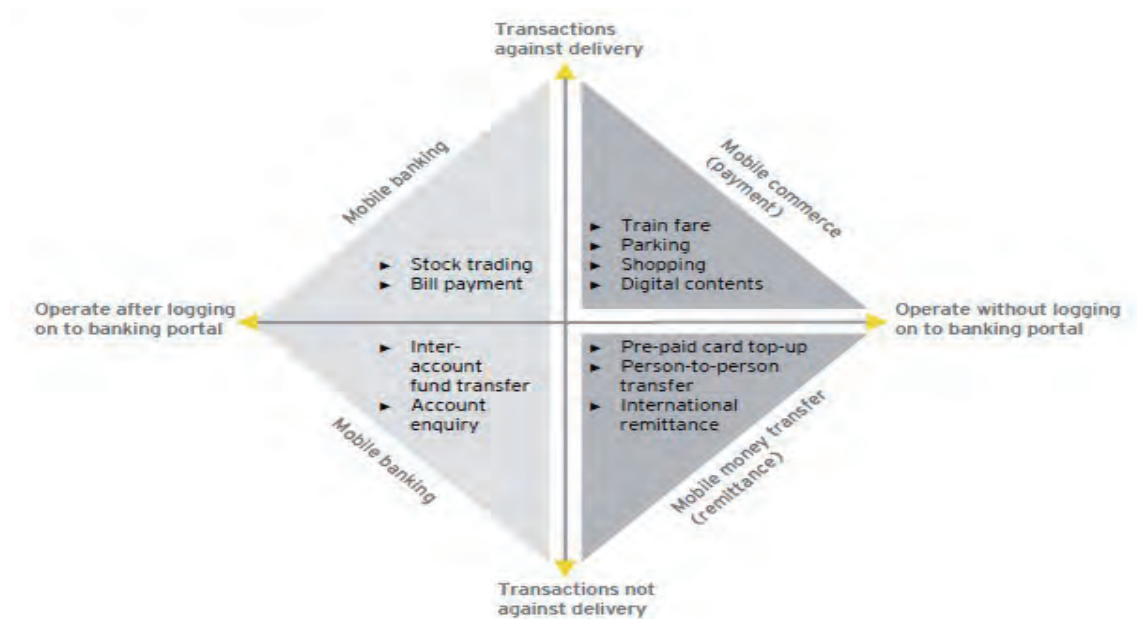 Transactions
against delivery
Mobile banking
Mobile commerce
(payment)
► Stock trading
► Bill payment
► Train fare
► Parking
► Shopping
► Digital contents
Operate after logging
on to banking portal
Operate without logging
on to banking portal
► Inter-
account
fund transfer
► Account
enquiry
► Pre-paid card top-up
► Person-to-person
transfer
► International
remittance
Mobile banking
Mobile money transfer
(remittance)
Transactions not
against delivery